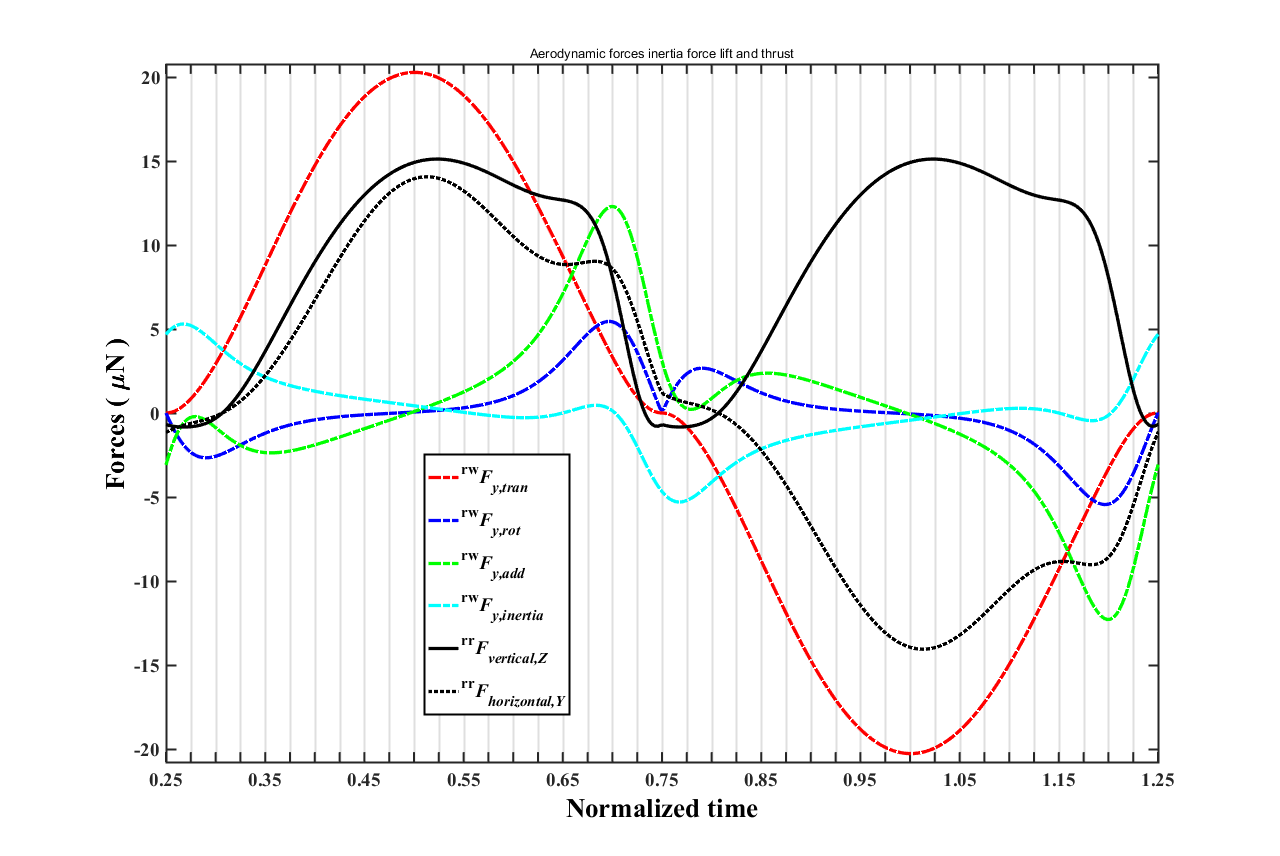 Aerodynamic forces inertia force lift and thrust
20
15
10
5
0
-5
-10
-15
-20
Forces ( μN )
rwFy,tran
rwFy,rot
rwFy,add
rwFy,inertia
rrFvertical,Z
rrFhorizontal,Y
0.25 0.35 0.45 0.55 0.65 0.75 0.85 0.95 1.05 1.15 1.25
Normalized time